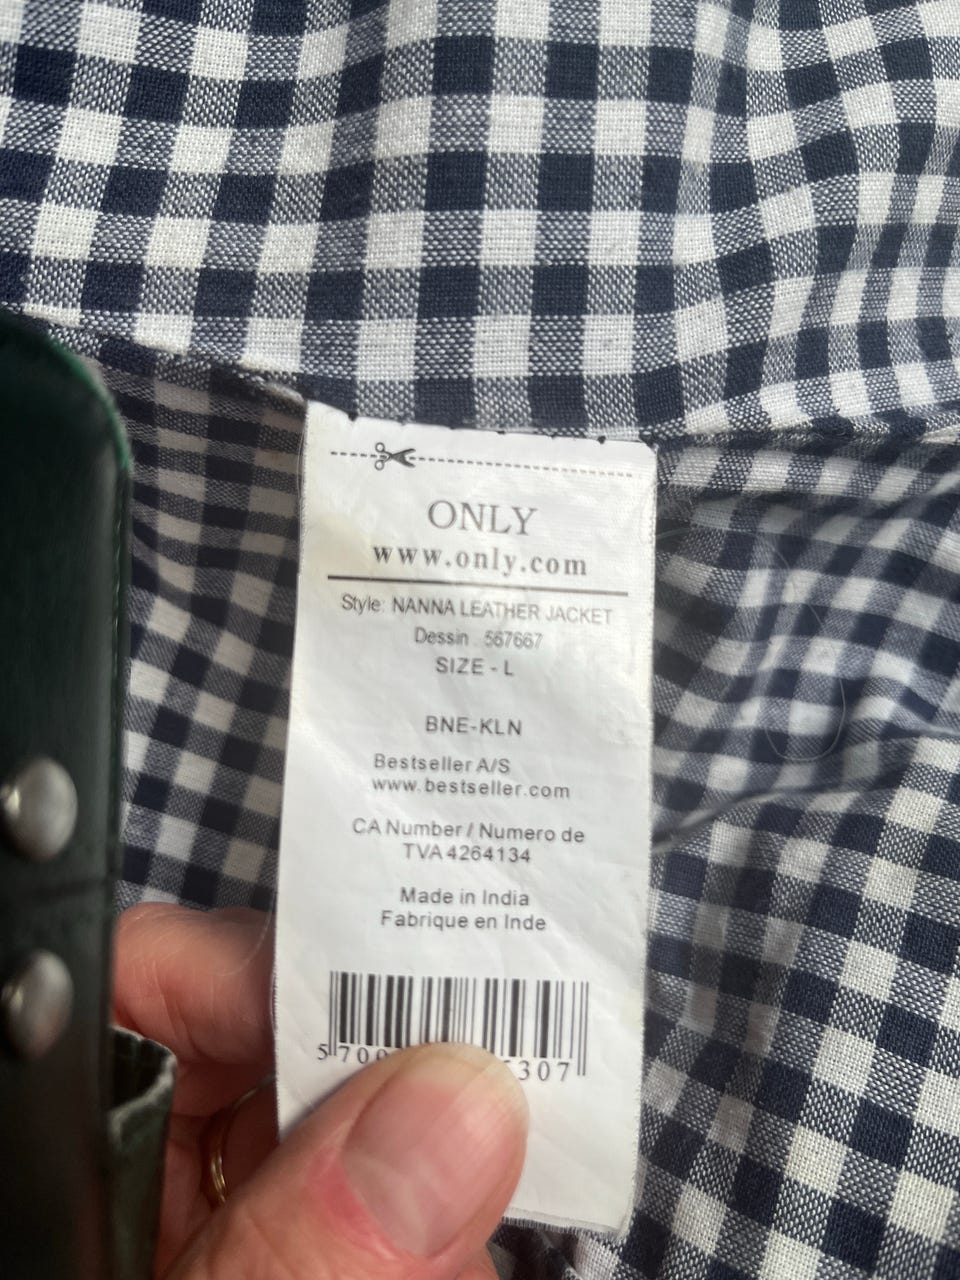 ONLY
www.only.com
Style: NANNA LEATHER JACKET
Dessin . 567667
SIZE - L
BNE-KLN
Bestseller A/S
www.bestseller.com
CA Number / Numero de
TVA 4264134
Made in India
Fabrique en Inde